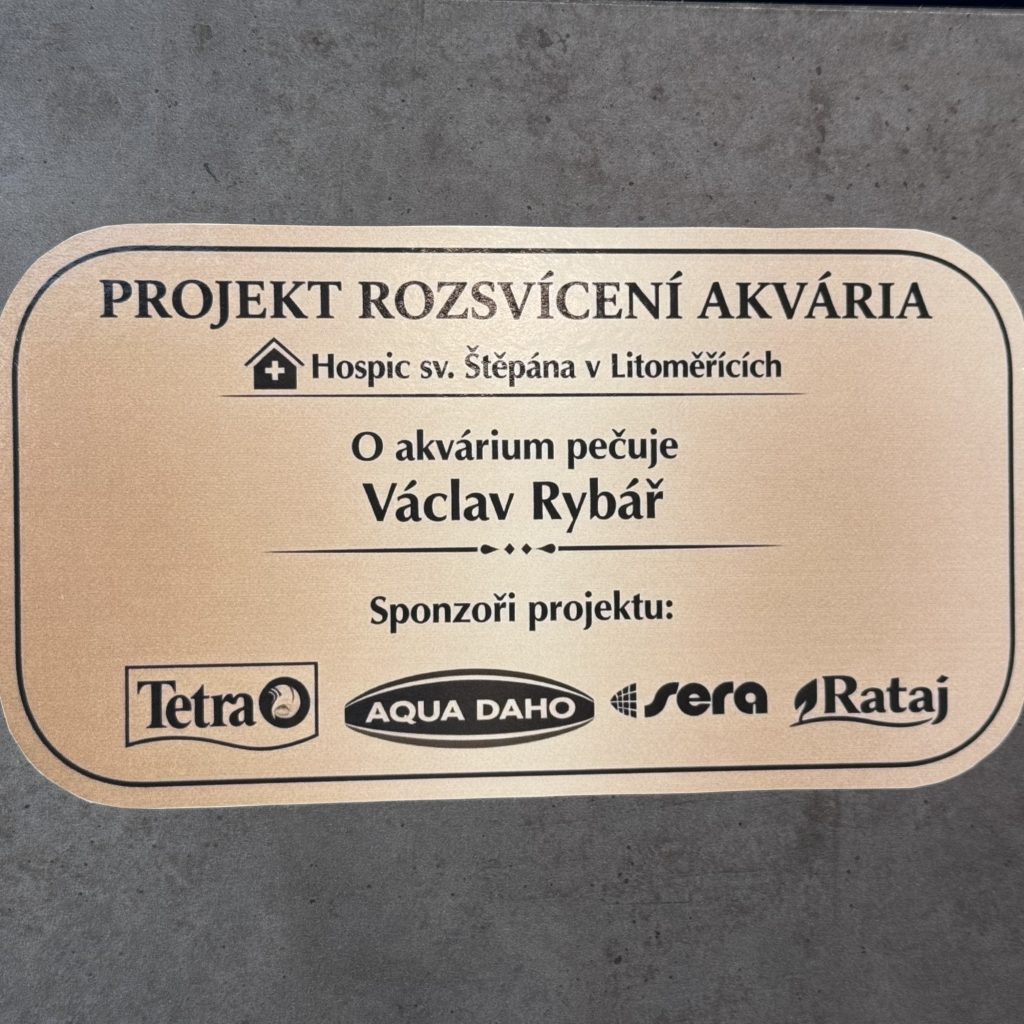 PROJEKT ROZSVÍCENÍ AKVÁRIA
Hospic sv. Štěpána v Litoměřicích
O akvárium pečuje
Václav Rybář
Sponzoři projektu:
Tetra AQUA DAHO sera Rataj